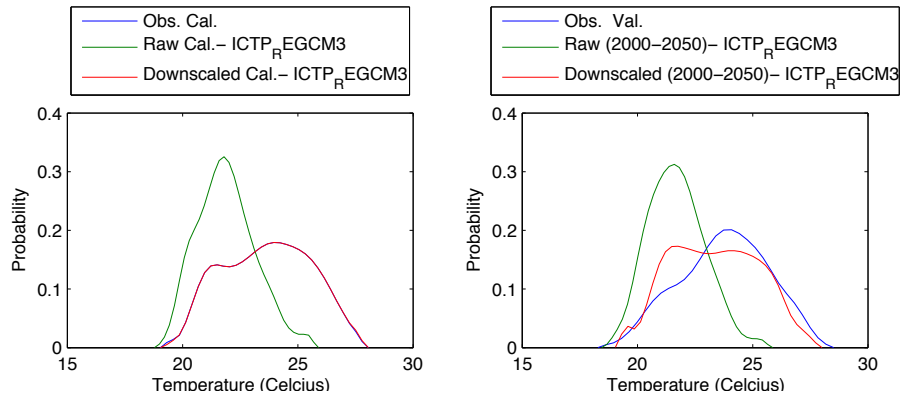 Obs. Cal.
Raw Cal.− ICTP_REGCM3
Downscaled Cal.− ICTP_REGCM3
0.4
0.3
0.2
0.1
0
Probability
15 20 25 30
Temperature (Celcius)
Obs. Val.
Raw (2000−2050)− ICTP_REGCM3
Downscaled (2000−2050)− ICTP_REGCM3
0.4
0.3
0.2
0.1
0
Probability
15 20 25 30
Temperature (Celcius)